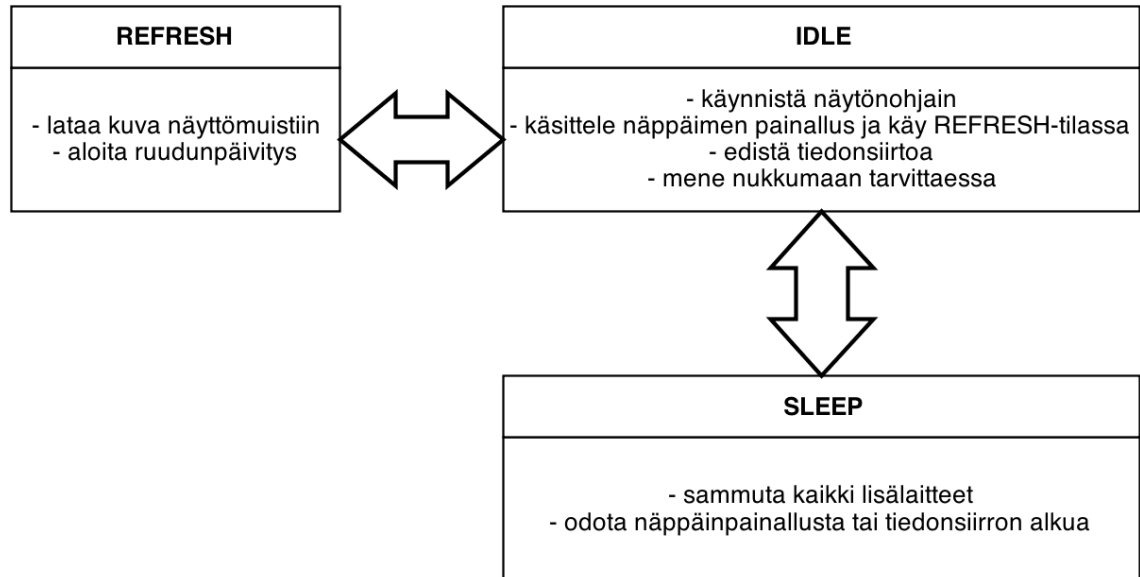 REFRESH
- lataa kuva näyttömuistiin
- aloita ruudunpäivitys
IDLE
- käynnistä näytönohjain
- käsittele näppäimen painallus ja käy REFRESH-tilassa
- edistä tiedonsiirtoa
- mene nukkumaan tarvittaessa
SLEEP
- sammuta kaikki lisälaitteet
- odota näppäinpainallusta tai tiedonsiirron alkua